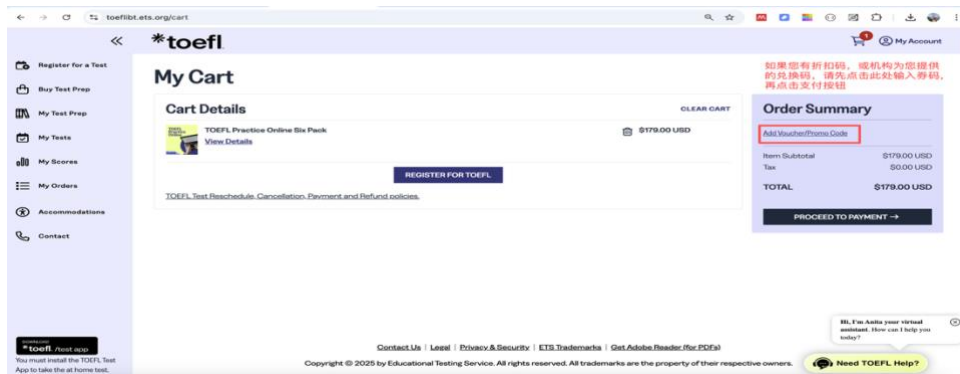 toeflibt.ets.org/cart
*toefl
1
My Account
Register for a Test
Buy Test Prep
My Test Prep
My Tests
My Scores
My Orders
Accommodations
Contact
My Cart
如果您有折扣码，或机构为您提供
的兑换码，请先点击此处输入券码，
再点击支付按钮
Cart Details
CLEAR CART
TOEFL Practice Online Six Pack
$179.00 USD
View Details
REGISTER FOR TOEFL
TOEFL Test Reschedule, Cancellation, Payment and Refund policies.
Order Summary
Add Voucher/Promo Code
Item Subtotal $179.00 USD
Tax $0.00 USD
TOTAL $179.00 USD
PROCEED TO PAYMENT →
Hi, I'm Anita your virtual
assistant. How can I help you
today?
Need TOEFL Help?
*toefl /test app
You must install the TOEFL Test
App to take the at home test.
Contact Us | Legal | Privacy & Security | ETS Trademarks | Get Adobe Reader (for PDFs)
Copyright © 2025 by Educational Testing Service. All rights reserved. All trademarks are the property of their respective owners.